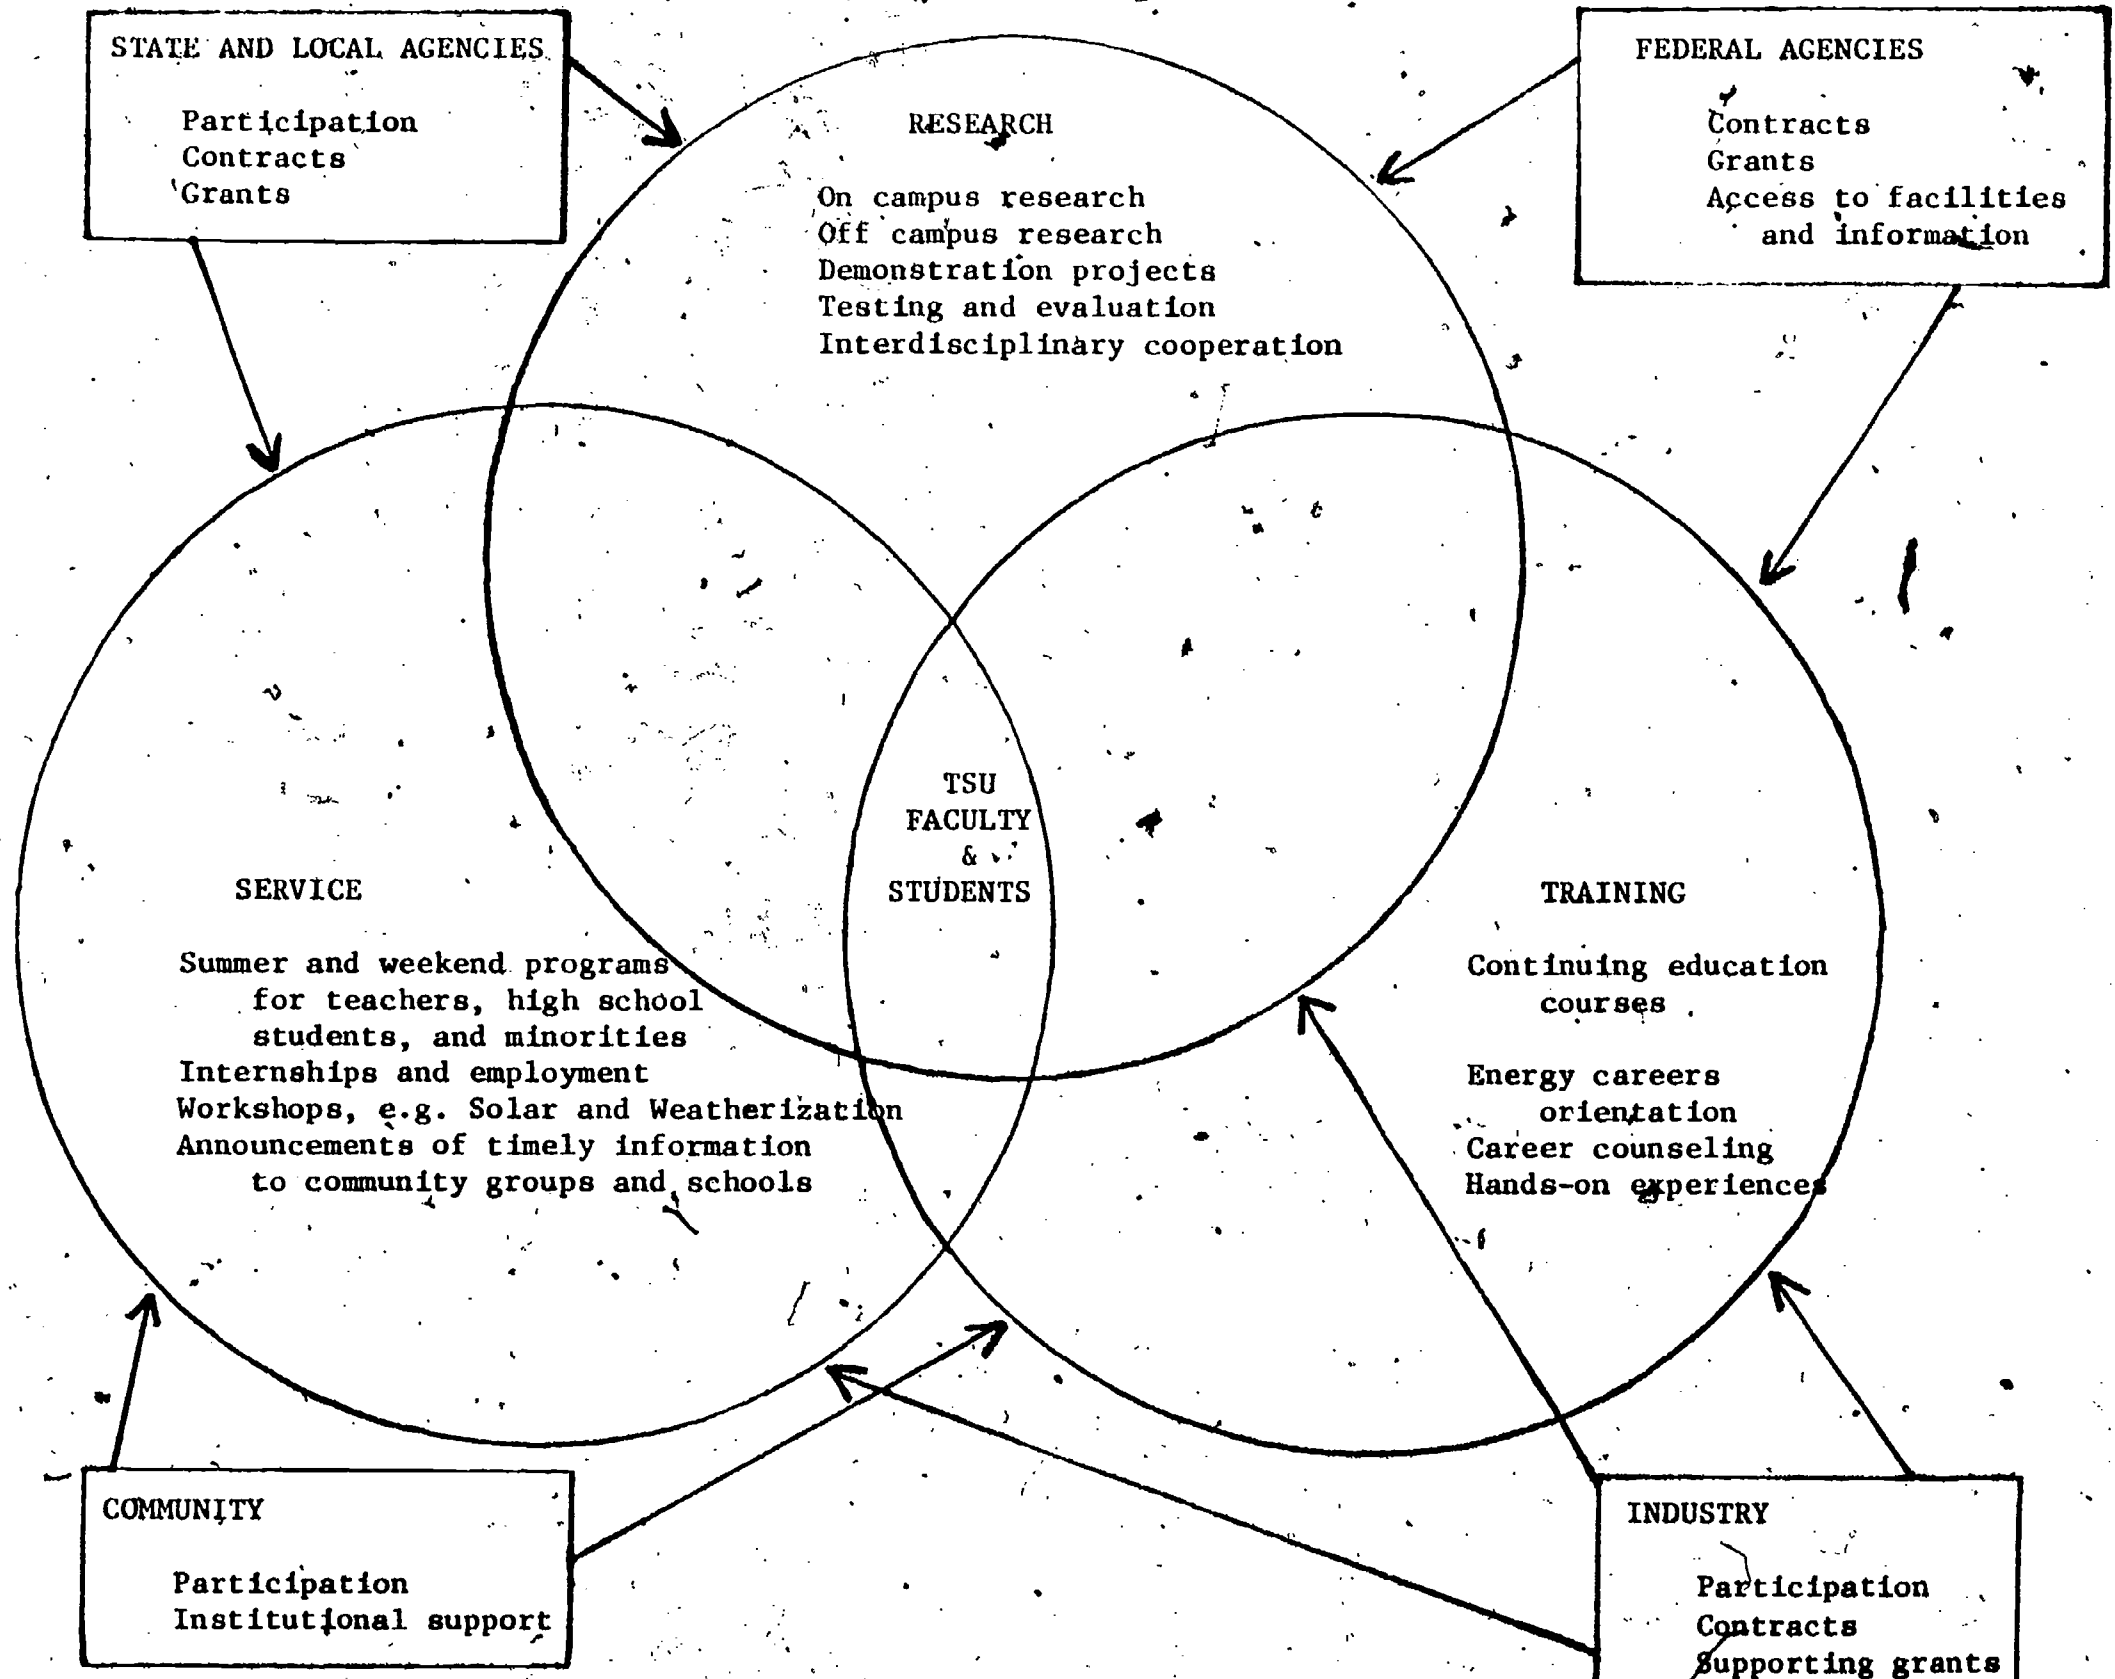 STATE AND LOCAL AGENCIES
Participation
Contracts
Grants
FEDERAL AGENCIES
Contracts
Grants
Access to facilities
and information
RESEARCH
On campus research
Off campus research
Demonstration projects
Testing and evaluation
Interdisciplinary cooperation
TSU
FACULTY
&
STUDENTS
SERVICE
Summer and weekend programs
for teachers, high school
students, and minorities
Internships and employment
Workshops, e.g. Solar and Weatherization
Announcements of timely information
to community groups and schools
TRAINING
Continuing education
courses
Energy careers
orientation
Career counseling
Hands-on experiences
COMMUNITY
Participation
Institutional support
INDUSTRY
Participation
Contracts
Supporting grants